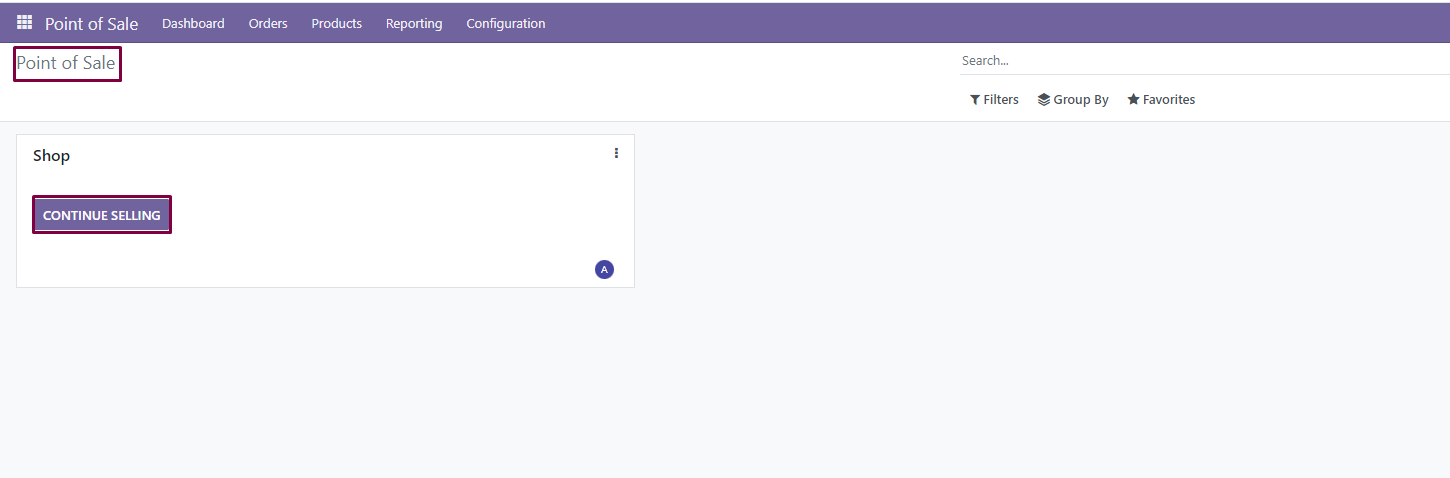 Point of Sale Dashboard Orders Products Reporting Configuration
Point of Sale
Search...
Filters Group By Favorites
Shop
CONTINUE SELLING
A